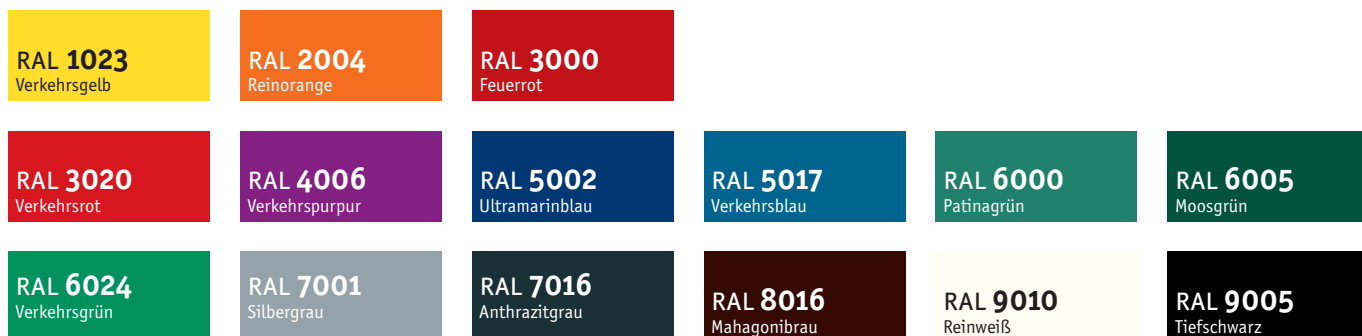 RAL 1023
Verkehrsgelb
RAL 2004
Reinorange
RAL 3000
Feuerrot
RAL 3020
Verkehrsrot
RAL 4006
Verkehrspurpur
RAL 5002
Ultramarinblau
RAL 5017
Verkehrsblau
RAL 6000
Patinagrün
RAL 6005
Moosgrün
RAL 6024
Verkehrsgrün
RAL 7001
Silbergrau
RAL 7016
Anthrazitgrau
RAL 8016
Mahagonibrau
RAL 9010
Reinweiß
RAL 9005
Tiefschwarz